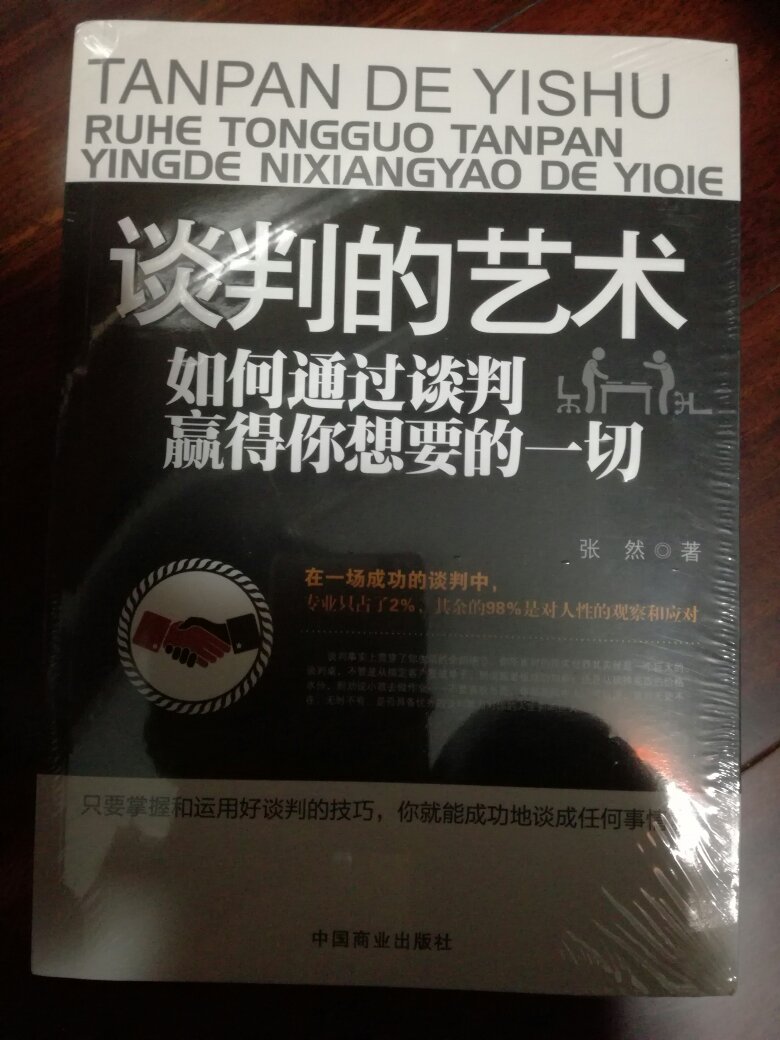 TANPAN DE YISHU
RUHE TONGGUO TANPAN
YINGDE NIXIANGYAO DE YIQIE
谈判的艺术
如何通过谈判
赢得你想要的一切
张 然◎著
在一场成功的谈判中，
专业只占了2%，其余的98%是对人性的观察和应对
只要掌握和运用好谈判的技巧，你就能成功地谈成任何事情
中国商业出版社